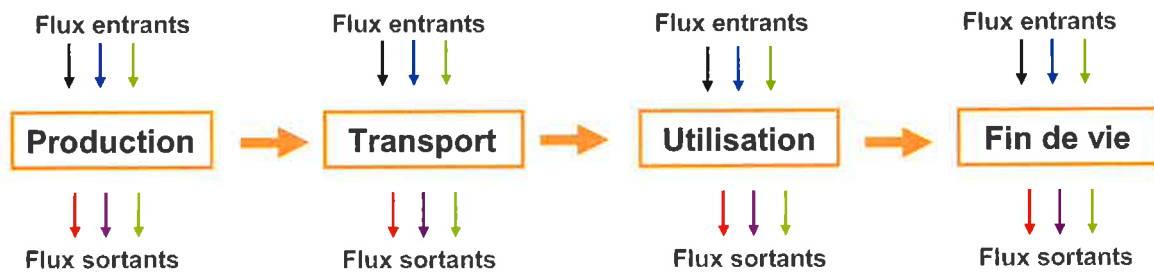 Flux entrants Flux entrants Flux entrants Flux entrants
Production Transport Utilisation Fin de vie
Flux sortants Flux sortants Flux sortants Flux sortants